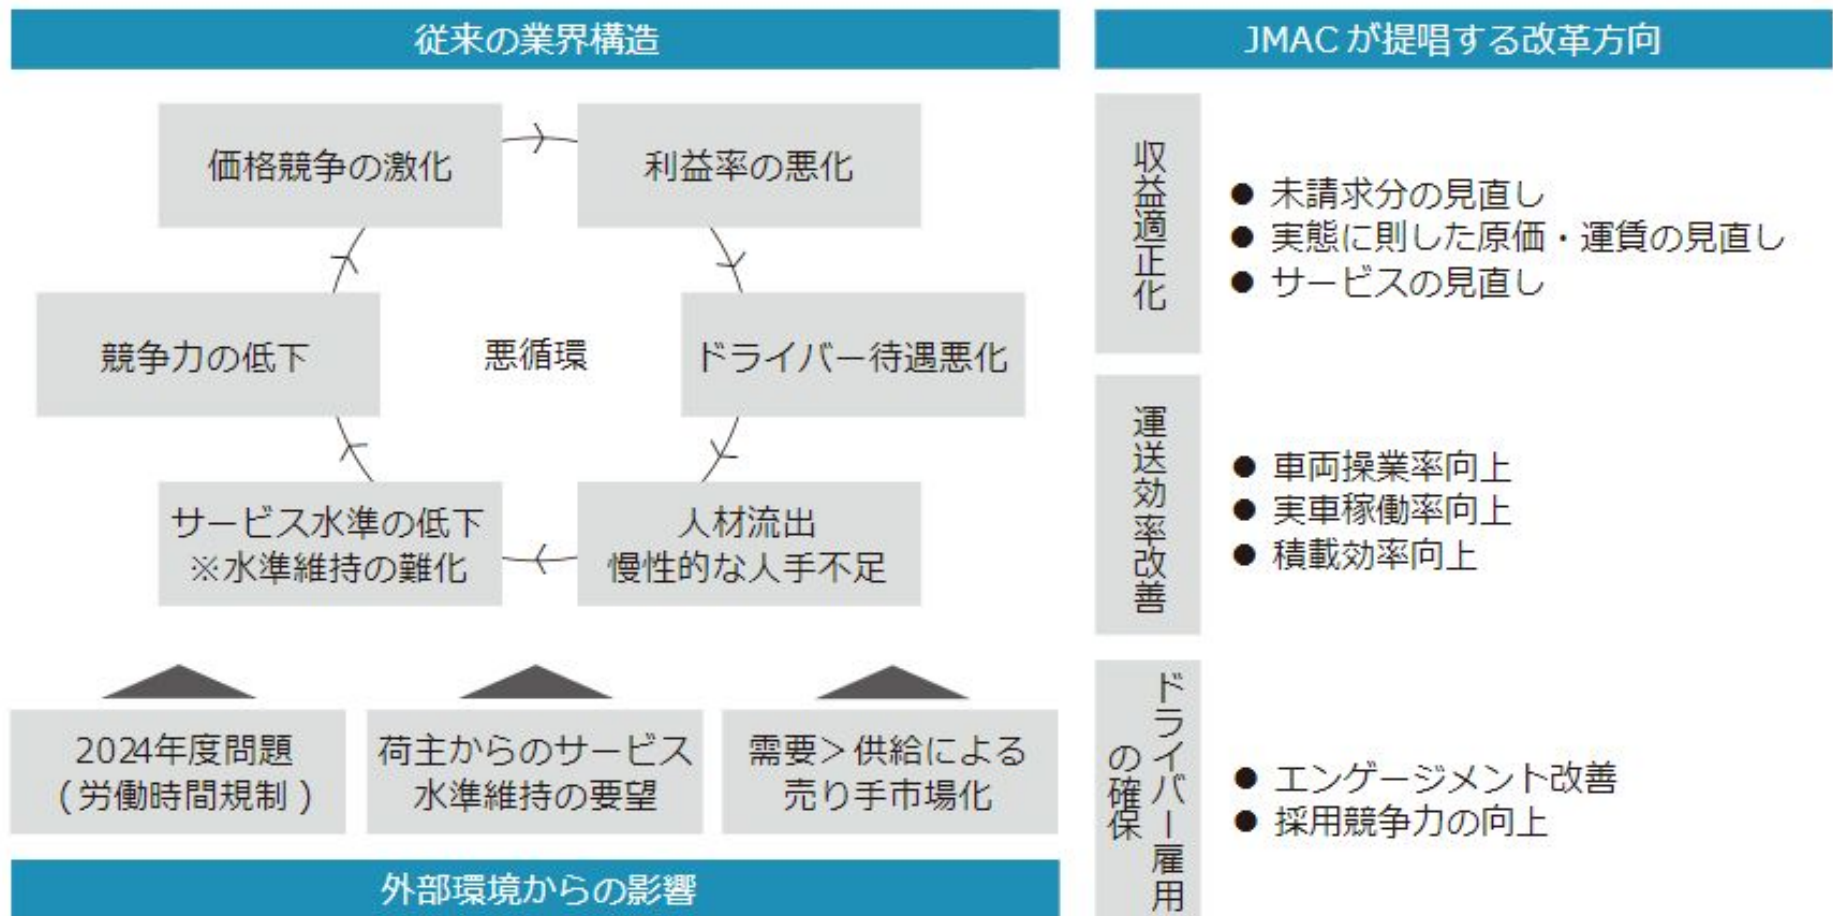 従来の業界構造
価格競争の激化
利益率の悪化
競争力の低下
悪循環
ドライバー待遇悪化
サービス水準の低下
※水準維持の難化
人材流出
慢性的な人手不足
2024年度問題
(労働時間規制)
荷主からのサービス
水準維持の要望
需要＞供給による
売り手市場化
外部環境からの影響
JMACが提唱する改革方向
収益適正化
● 未請求分の見直し
● 実態に則した原価・運賃の見直し
● サービスの見直し
運送効率改善
● 車両操業率向上
● 実車稼働率向上
● 積載効率向上
ドライバー雇用
の確保
● エンゲージメント改善
● 採用競争力の向上